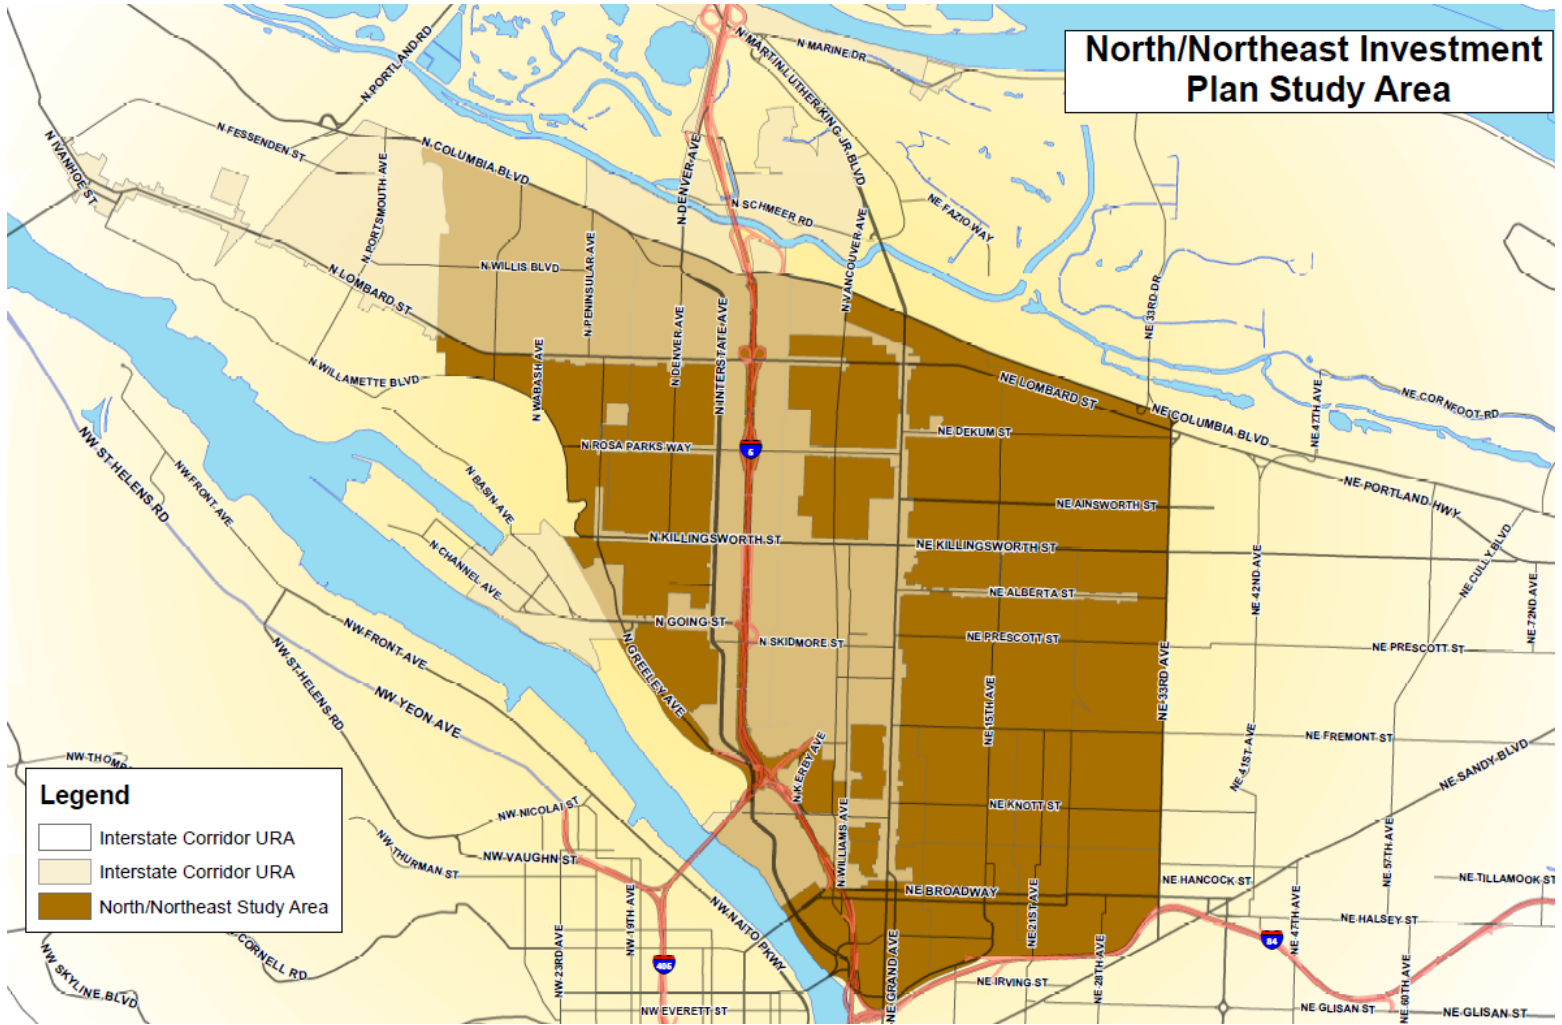 North/Northeast Investment
Plan Study Area
N PORTLAND RD
N MARTIN LUTHER KING JR BLVD
N MARINE DR
N FESSENDEN ST
N COLUMBIA BLVD
N IVANHOE ST
N PORTSMOUTH AVE
N DENVER AVE
N SCHMEER RD
N VANCOUVER AVE
NE FAZIO WAY
N WILLIS BLVD
N PENINSULAR AVE
N LOMBARD ST
N DENVER AVE
N INTERSTATE AVE
NE 33RD DR
N WABASH AVE
N WILLAMETTE BLVD
NE LOMBARD ST
NE COLUMBIA BLVD
NE 47TH AVE
NE CORNFOOT RD
NW ST HELENS RD
NW FRONT AVE
N BASIN AVE
N ROSA PARKS WAY
5
NE DEKUM ST
NE AINSWORTH ST
NE PORTLAND HWY
N CHANNEL AVE
N KILLINGSWORTH ST
NE KILLINGSWORTH ST
NE 42ND AVE
NE CULLY BLVD
NE 72ND AVE
NE ALBERTA ST
N GOING ST
N SKIDMORE ST
NE PRESCOTT ST
NE PRESCOTT ST
NW FRONT AVE
NW ST HELENS RD
NW YEON AVE
N GREELEY AVE
NE 15TH AVE
NE 33RD AVE
NE FREMONT ST
NE 41ST AVE
NE SANDY BLVD
N KERBY AVE
NE KNOTT ST
N WILLIAMS AVE
NE 57TH AVE
NW THOMP
Legend
Interstate Corridor URA
Interstate Corridor URA
North/Northeast Study Area
NW NICOLAI ST
NW THURMAN ST
NW VAUGHN ST
NE BROADWAY
NE HANCOCK ST
NE TILLAMOOK ST
NE HALSEY ST
NE 47TH AVE
84
CORNELL RD
NW SKYLINE BLVD
NW 23RD AVE
NW 19TH AVE
405
NW NAITO PKWY
NW EVERETT ST
NE GRAND AVE
NE 21ST AVE
NE 28TH AVE
NE IRVING ST
NE 60TH AVE
NE GLISAN ST
NE GLISAN ST